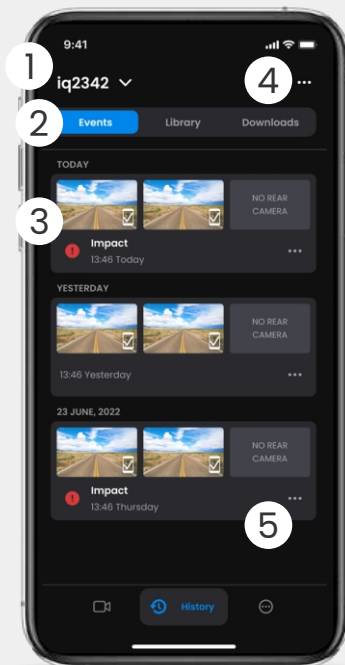 1
9:41
iq2342
4
2
Events Library Downloads
TODAY
NO REAR
CAMERA
3
Impact
13:46 Today
YESTERDAY
NO REAR
CAMERA
13:46 Yesterday
23 JUNE, 2022
NO REAR
CAMERA
Impact
13:46 Thursday
5
History